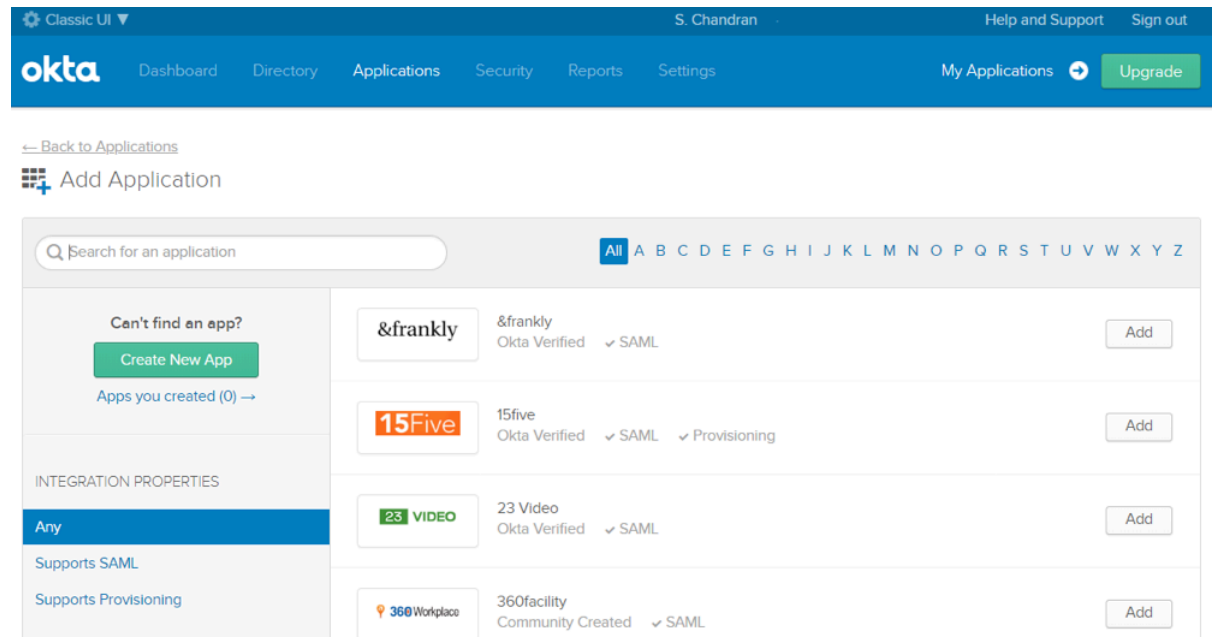 Classic UI ▼ S. Chandran Help and Support Sign out
okta Dashboard Directory Applications Security Reports Settings My Applications Upgrade
← Back to Applications
Add Application
Search for an application All A B C D E F G H I J K L M N O P Q R S T U V W X Y Z
Can't find an app?
Create New App
Apps you created (0) →
INTEGRATION PROPERTIES
Any
Supports SAML
Supports Provisioning
&frankly &frankly Add
Okta Verified ✓ SAML
15Five 15five Add
Okta Verified ✓ SAML ✓ Provisioning
23 VIDEO 23 Video Add
Okta Verified ✓ SAML
360 Workplace 360facility Add
Community Created ✓ SAML